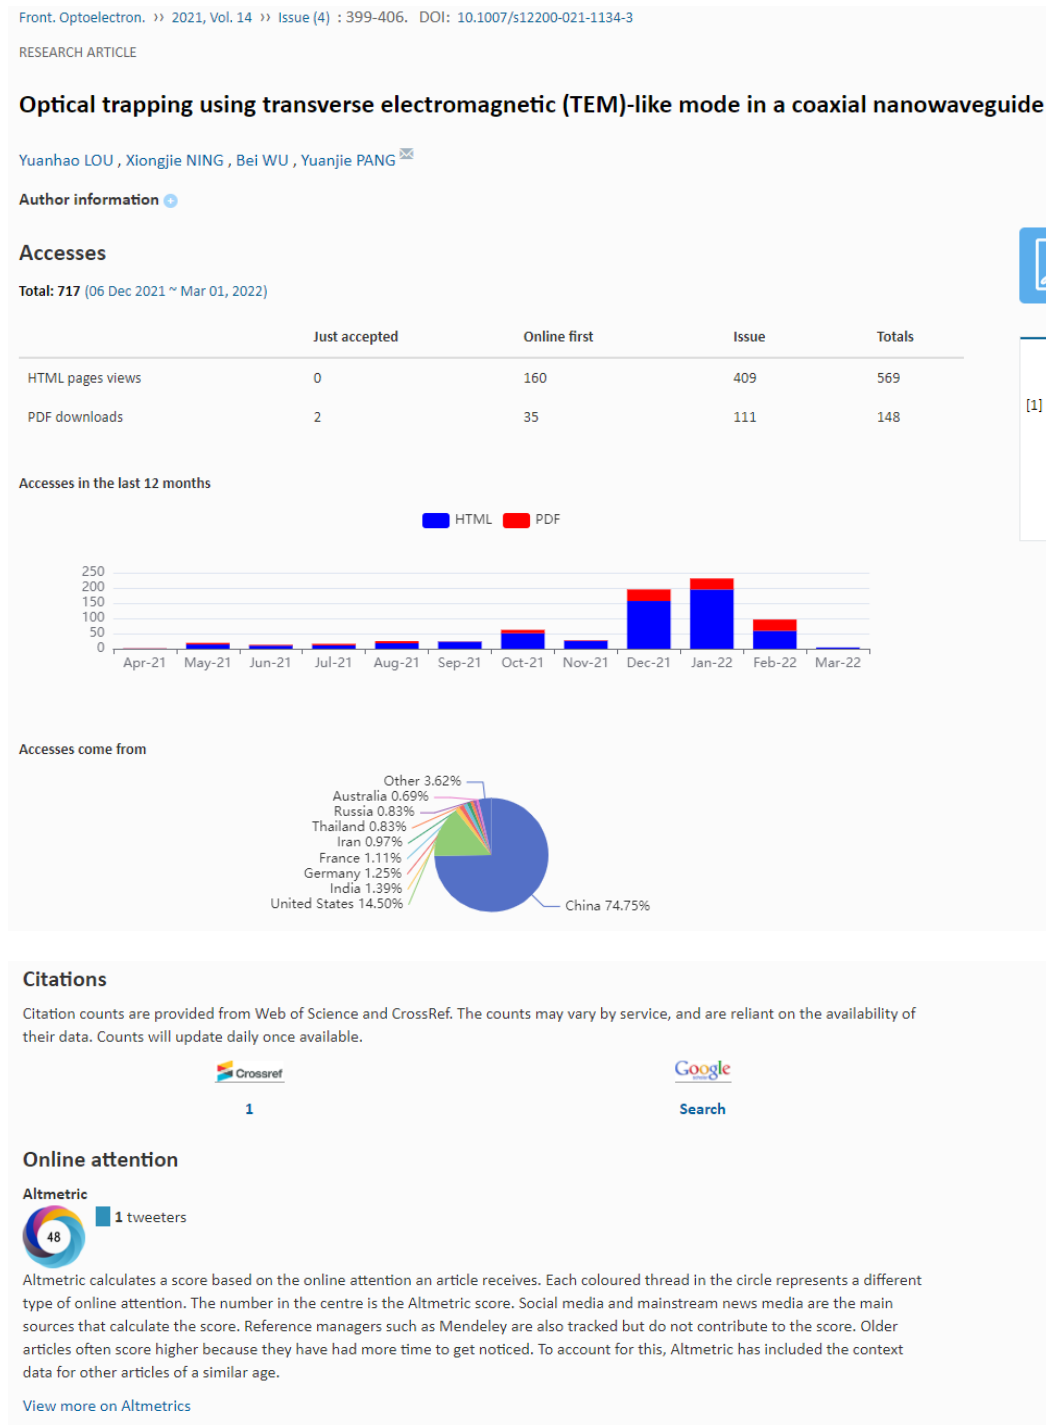 Front. Optoelectron. ›› 2021, Vol. 14 ›› Issue (4) : 399-406. DOI: 10.1007/s12200-021-1134-3
RESEARCH ARTICLE
Optical trapping using transverse electromagnetic (TEM)-like mode in a coaxial nanowaveguide
Yuanhao LOU , Xiongjie NING , Bei WU , Yuanjie PANG
Author information
Accesses
Total: 717 (06 Dec 2021 ~ Mar 01, 2022)
Just accepted Online first Issue Totals
HTML pages views 0 160 409 569
[1]
PDF downloads 2 35 111 148
Accesses in the last 12 months
HTML PDF
250
200
150
100
50
0
Apr-21 May-21 Jun-21 Jul-21 Aug-21 Sep-21 Oct-21 Nov-21 Dec-21 Jan-22 Feb-22 Mar-22
Accesses come from
Other 3.62%
Australia 0.69%
Russia 0.83%
Thailand 0.83%
Iran 0.97%
France 1.11%
Germany 1.25%
India 1.39%
United States 14.50%
China 74.75%
Citations
Citation counts are provided from Web of Science and CrossRef. The counts may vary by service, and are reliant on the availability of
their data. Counts will update daily once available.
Crossref Google
1 Search
Online attention
Altmetric
48 1 tweeters
Altmetric calculates a score based on the online attention an article receives. Each coloured thread in the circle represents a different
type of online attention. The number in the centre is the Altmetric score. Social media and mainstream news media are the main
sources that calculate the score. Reference managers such as Mendeley are also tracked but do not contribute to the score. Older
articles often score higher because they have had more time to get noticed. To account for this, Altmetric has included the context
data for other articles of a similar age.
View more on Altmetrics